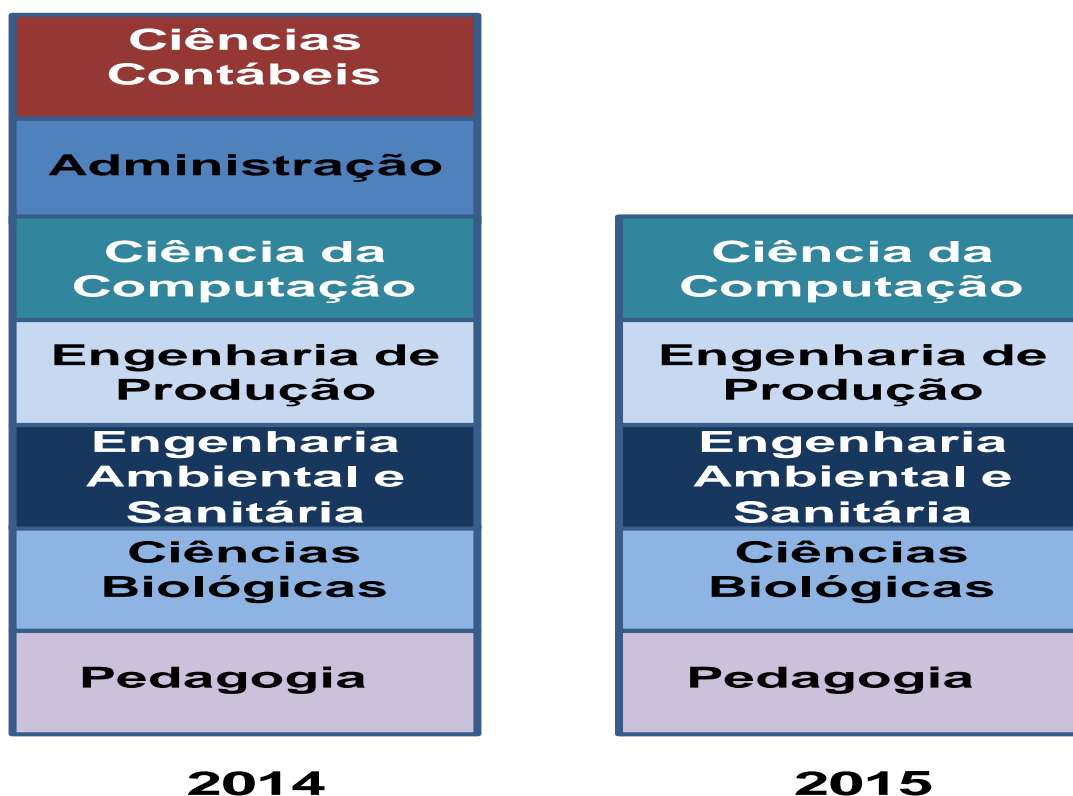 Ciências
Contábeis
Administração
Ciência da
Computação
Engenharia de
Produção
Engenharia
Ambiental e
Sanitária
Ciências
Biológicas
Pedagogia
2014
Ciência da
Computação
Engenharia de
Produção
Engenharia
Ambiental e
Sanitária
Ciências
Biológicas
Pedagogia
2015